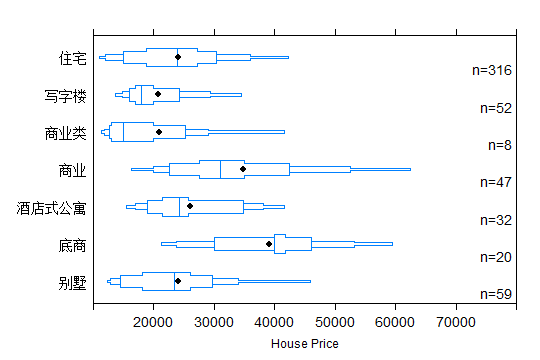 住宅
n=316
写字楼
n=52
商业类
n=8
商业
n=47
酒店式公寓
n=32
底商
n=20
别墅
n=59
20000 30000 40000 50000 60000 70000
House Price